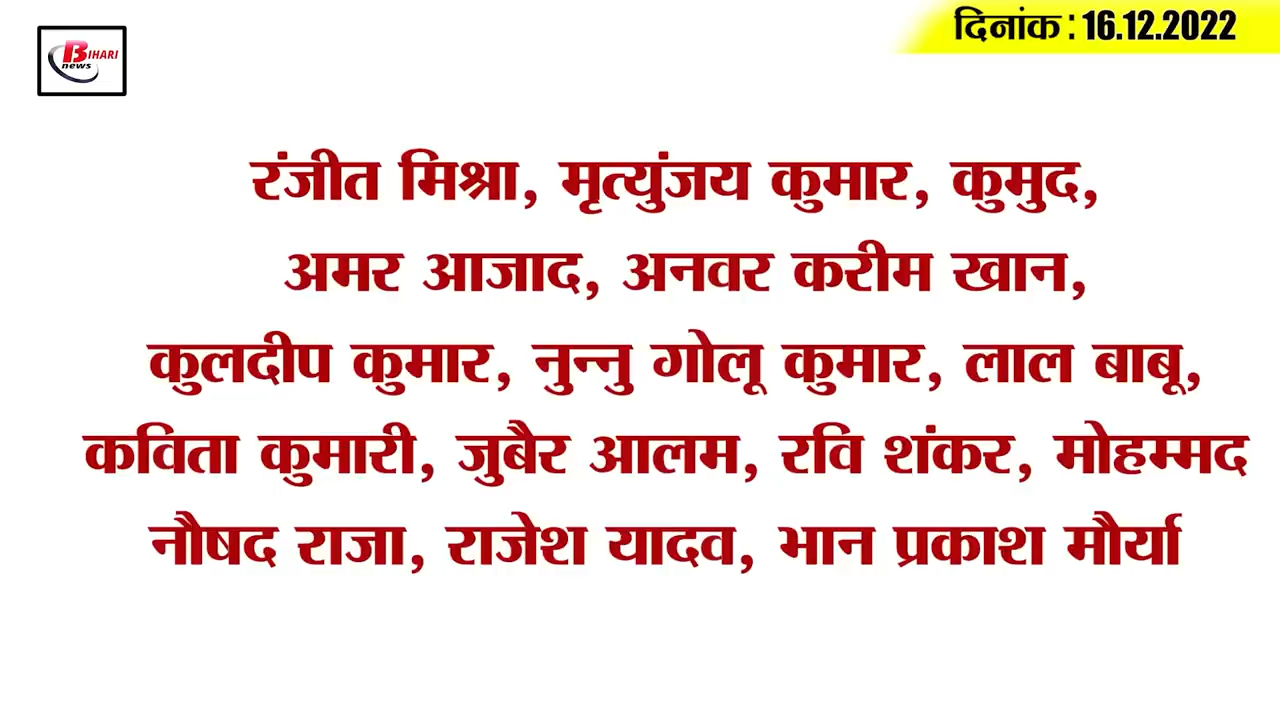 BIHARI
news
दिनांक : 16.12.2022
रंजीत मिश्रा, मृत्युंजय कुमार, कुमुद,
अमर आजाद, अनवर करीम खान,
कुलदीप कुमार, नुन्नु गोलू कुमार, लाल बाबू,
कविता कुमारी, जुबैर आलम, रवि शंकर, मोहम्मद
नौषद राजा, राजेश यादव, भान प्रकाश मौर्या